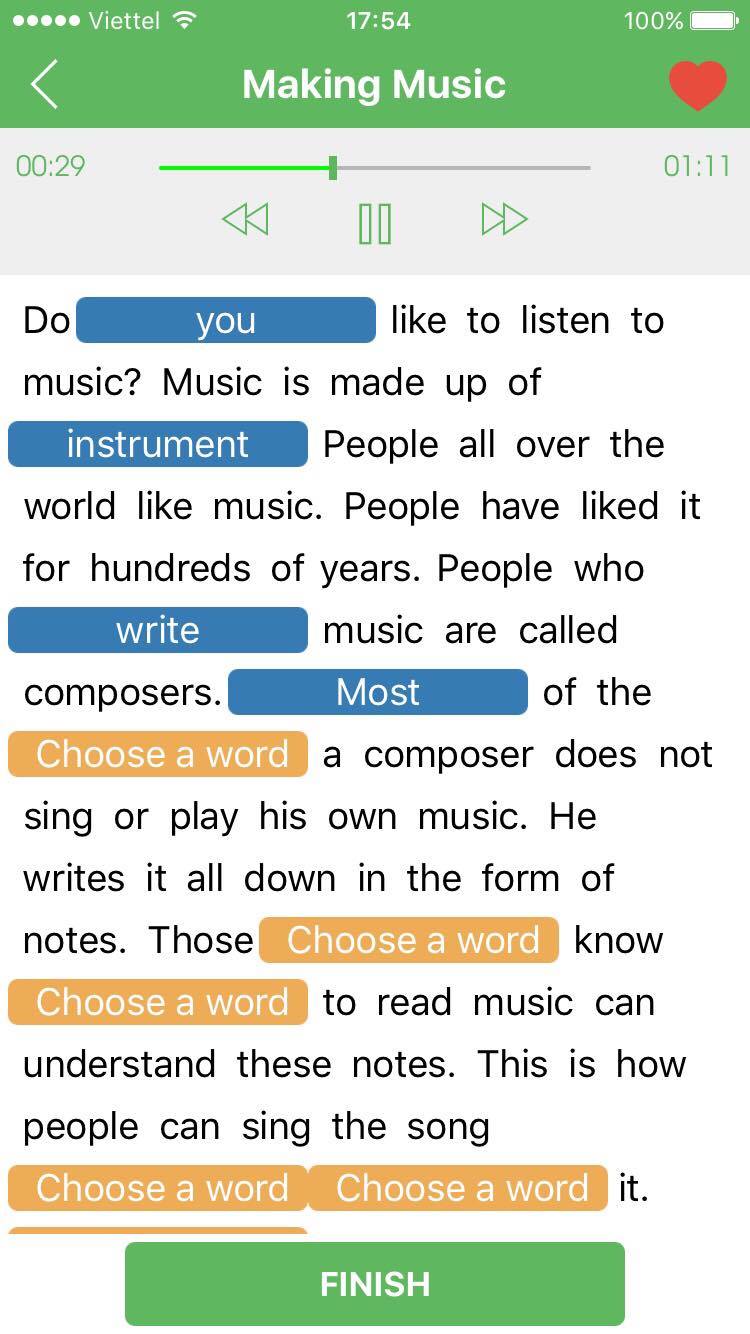 Viettel 17:54 100%
Making Music
00:29 01:11
Do you like to listen to
music? Music is made up of
instrument People all over the
world like music. People have liked it
for hundreds of years. People who
write music are called
composers. Most of the
Choose a word a composer does not
sing or play his own music. He
writes it all down in the form of
notes. Those Choose a word know
Choose a word to read music can
understand these notes. This is how
people can sing the song
Choose a word Choose a word it.
FINISH